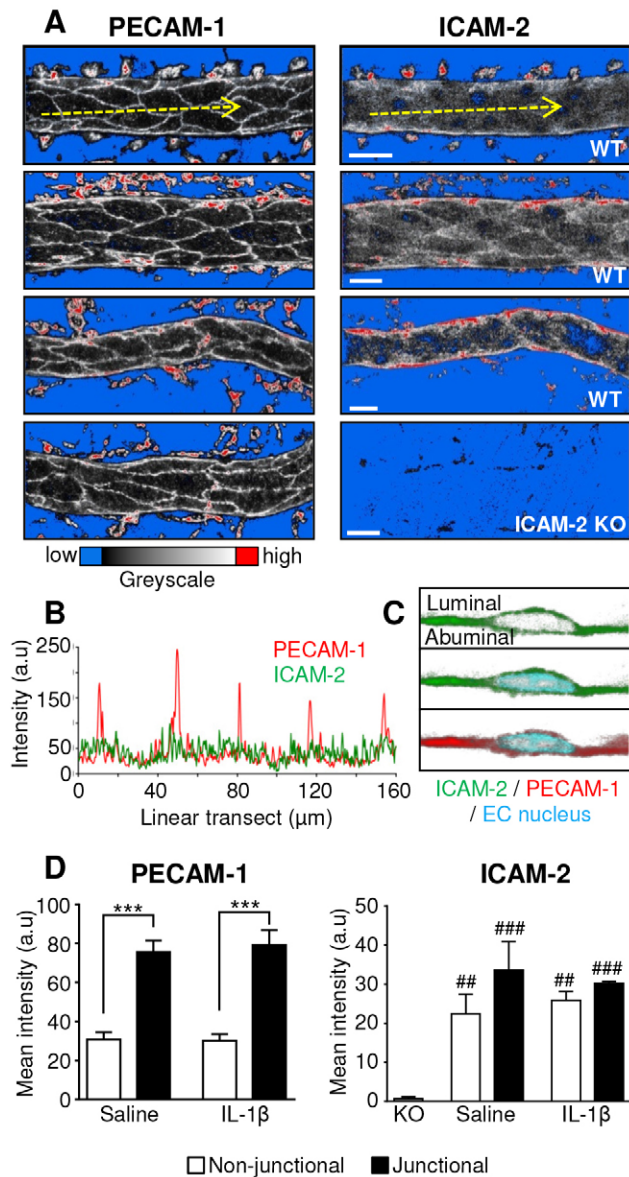 A
PECAM-1
ICAM-2
WT
WT
WT
ICAM-2 KO
low
high
Greyscale
B
250
150
50
0
0
40
80
120
160
Intensity (a.u)
Linear transect (µm)
PECAM-1
ICAM-2
C
Luminal
Abuminal
ICAM-2 / PECAM-1
/ EC nucleus
D
PECAM-1
Mean intensity (a.u)
100
80
60
40
20
0
***
***
Saline
IL-1β
ICAM-2
Mean intensity (a.u)
50
40
30
20
10
0
##
###
##
###
KO
Saline
IL-1β
Non-junctional
Junctional